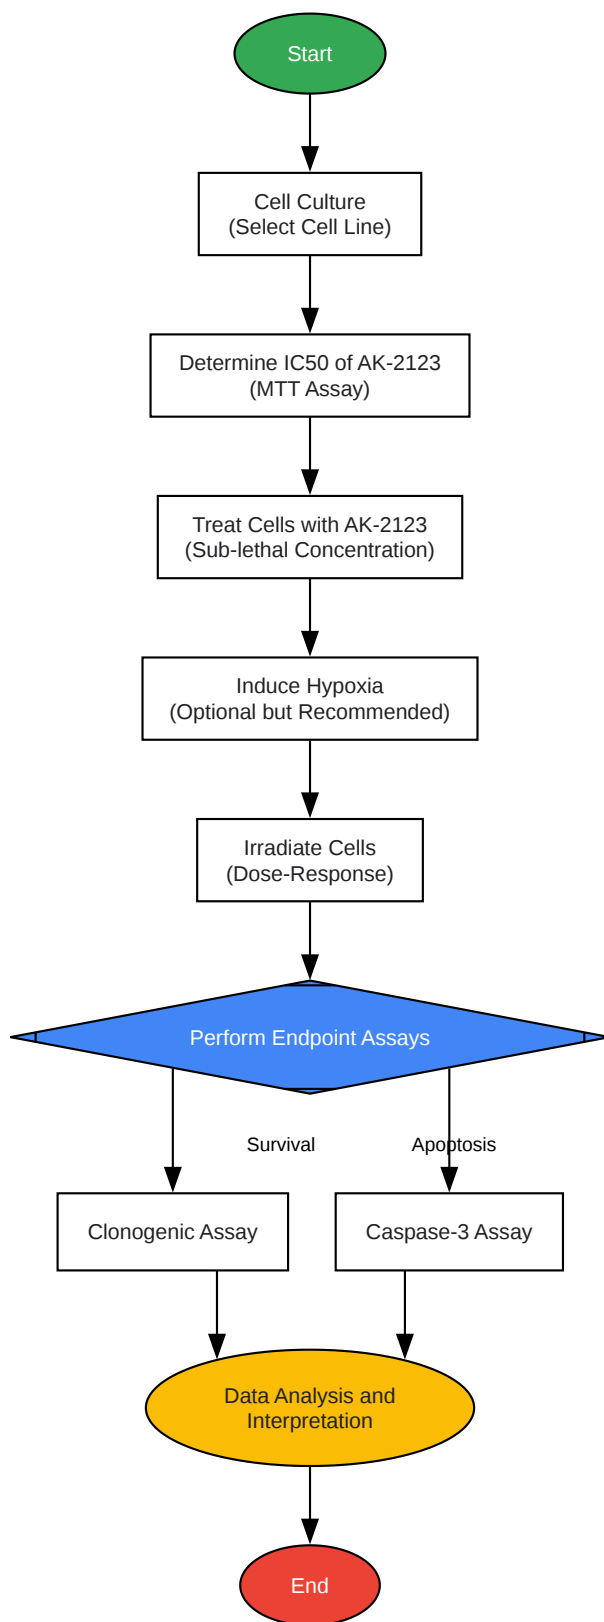 Start
Cell Culture
(Select Cell Line)
Determine IC50 of AK-2123
(MTT Assay)
Treat Cells with AK-2123
(Sub-lethal Concentration)
Induce Hypoxia
(Optional but Recommended)
Irradiate Cells
(Dose-Response)
Perform Endpoint Assays
Survival
Apoptosis
Clonogenic Assay
Caspase-3 Assay
Data Analysis and
Interpretation
End